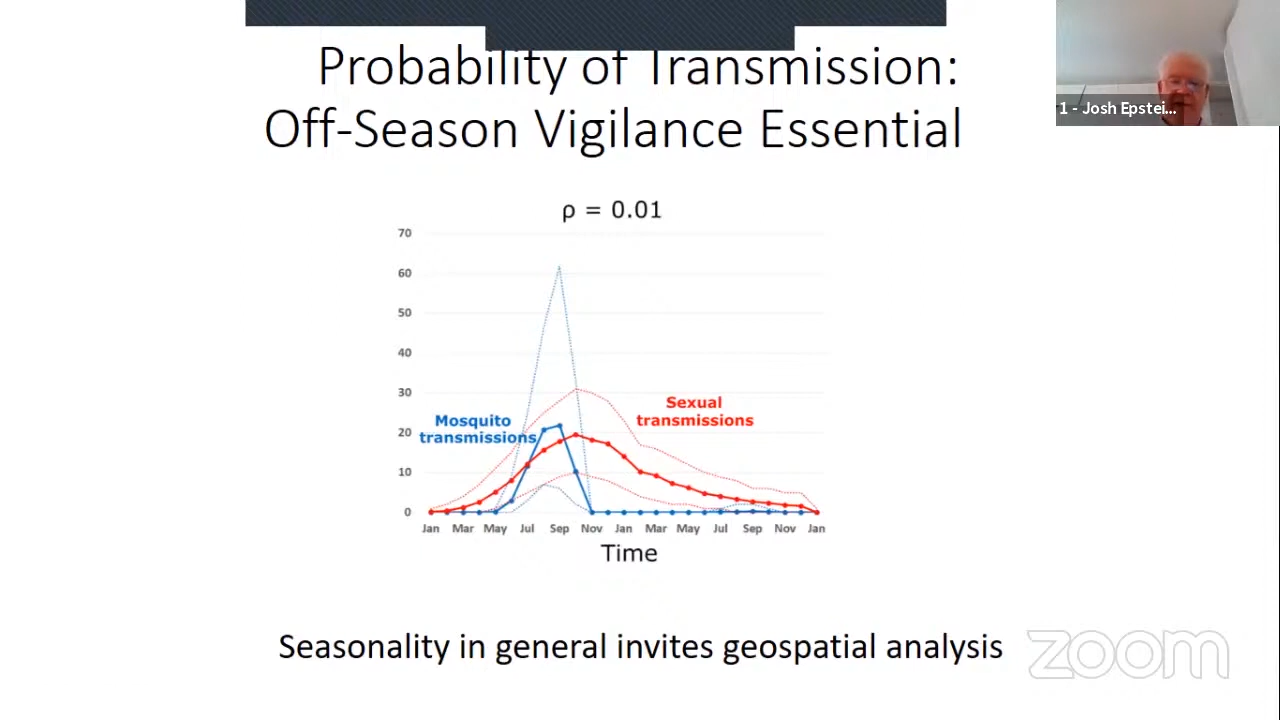 Probability of Transmission:
Off-Season Vigilance Essential
1 - Josh Epstei...
ρ = 0.01
70
60
50
40
30
20
10
0
Mosquito
transmissions
Sexual
transmissions
Jan Mar May Jul Sep Nov Jan Mar May Jul Sep Nov Jan
Time
Seasonality in general invites geospatial analysis
zoom